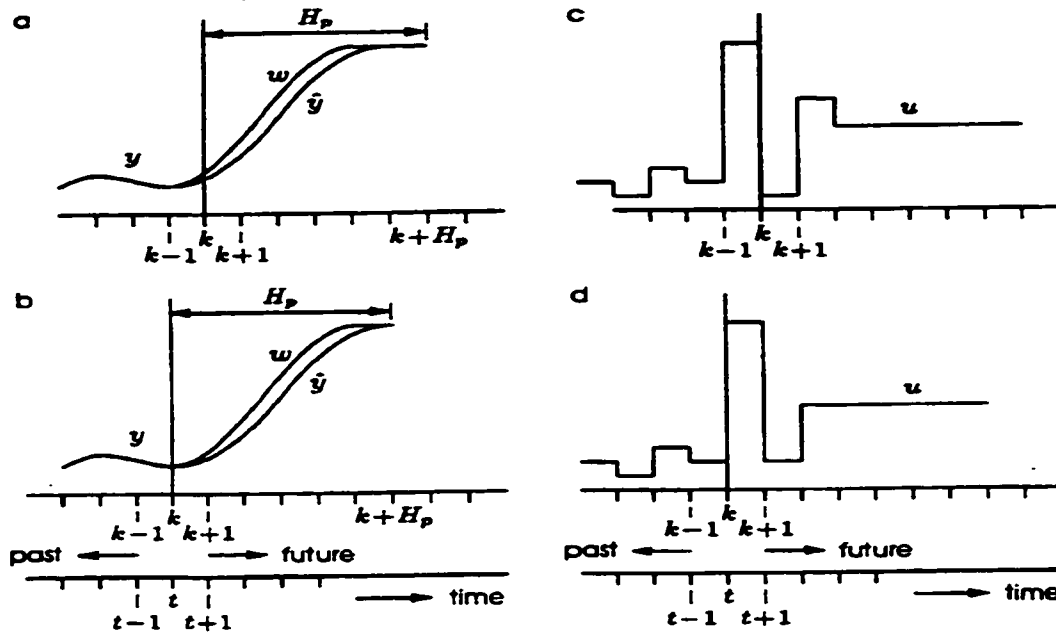 a
H_p
w
ŷ
y
k
k-1 k+1
k+H_p
b
H_p
w
ŷ
y
k
k-1 k+1
k+H_p
past future
time
t
t-1 t+1
c
u
k
k-1 k+1
d
u
k
k-1 k+1
past future
time
t
t-1 t+1